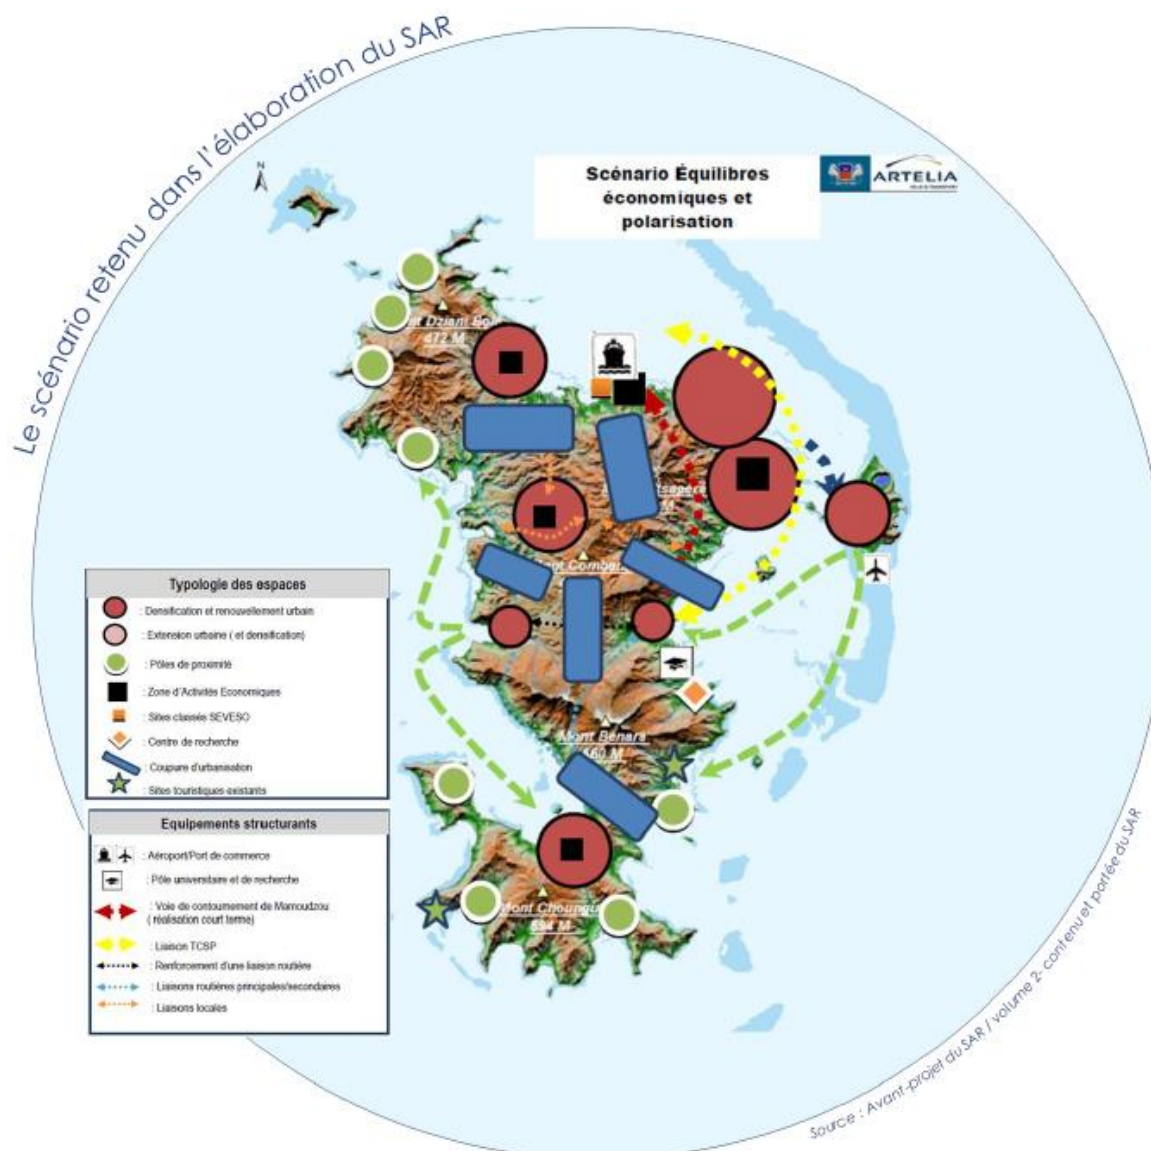 Le scénario retenu dans l'élaboration du SAR
N
Scénario Équilibres
économiques et
polarisation
ARTELIA
472 M
Mont Bénara
660 M
Mont Choungui
594 M
Typologie des espaces
: Densification et renouvellement urbain
: Extension urbaine ( et densification)
: Pôles de proximité
: Zone d'Activités Economiques
: Sites classés SEVESO
: Centre de recherche
: Coupure d'urbanisation
: Sites touristiques existants
Equipements structurants
: Aéroport/Port de commerce
: Pôle universitaire et de recherche
: Voie de contournement de Mamoudzou
( réalisation court terme)
: Liaison TCSP
: Renforcement d'une liaison routière
: Liaisons routières principales/secondaires
: Liaisons locales
Source : Avant-projet du SAR / volume 2- contenu et portée du SAR